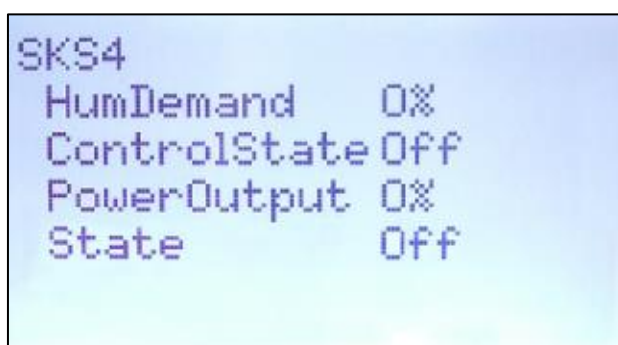 SKS4
HumDemand 0%
ControlState Off
PowerOutput 0%
State Off